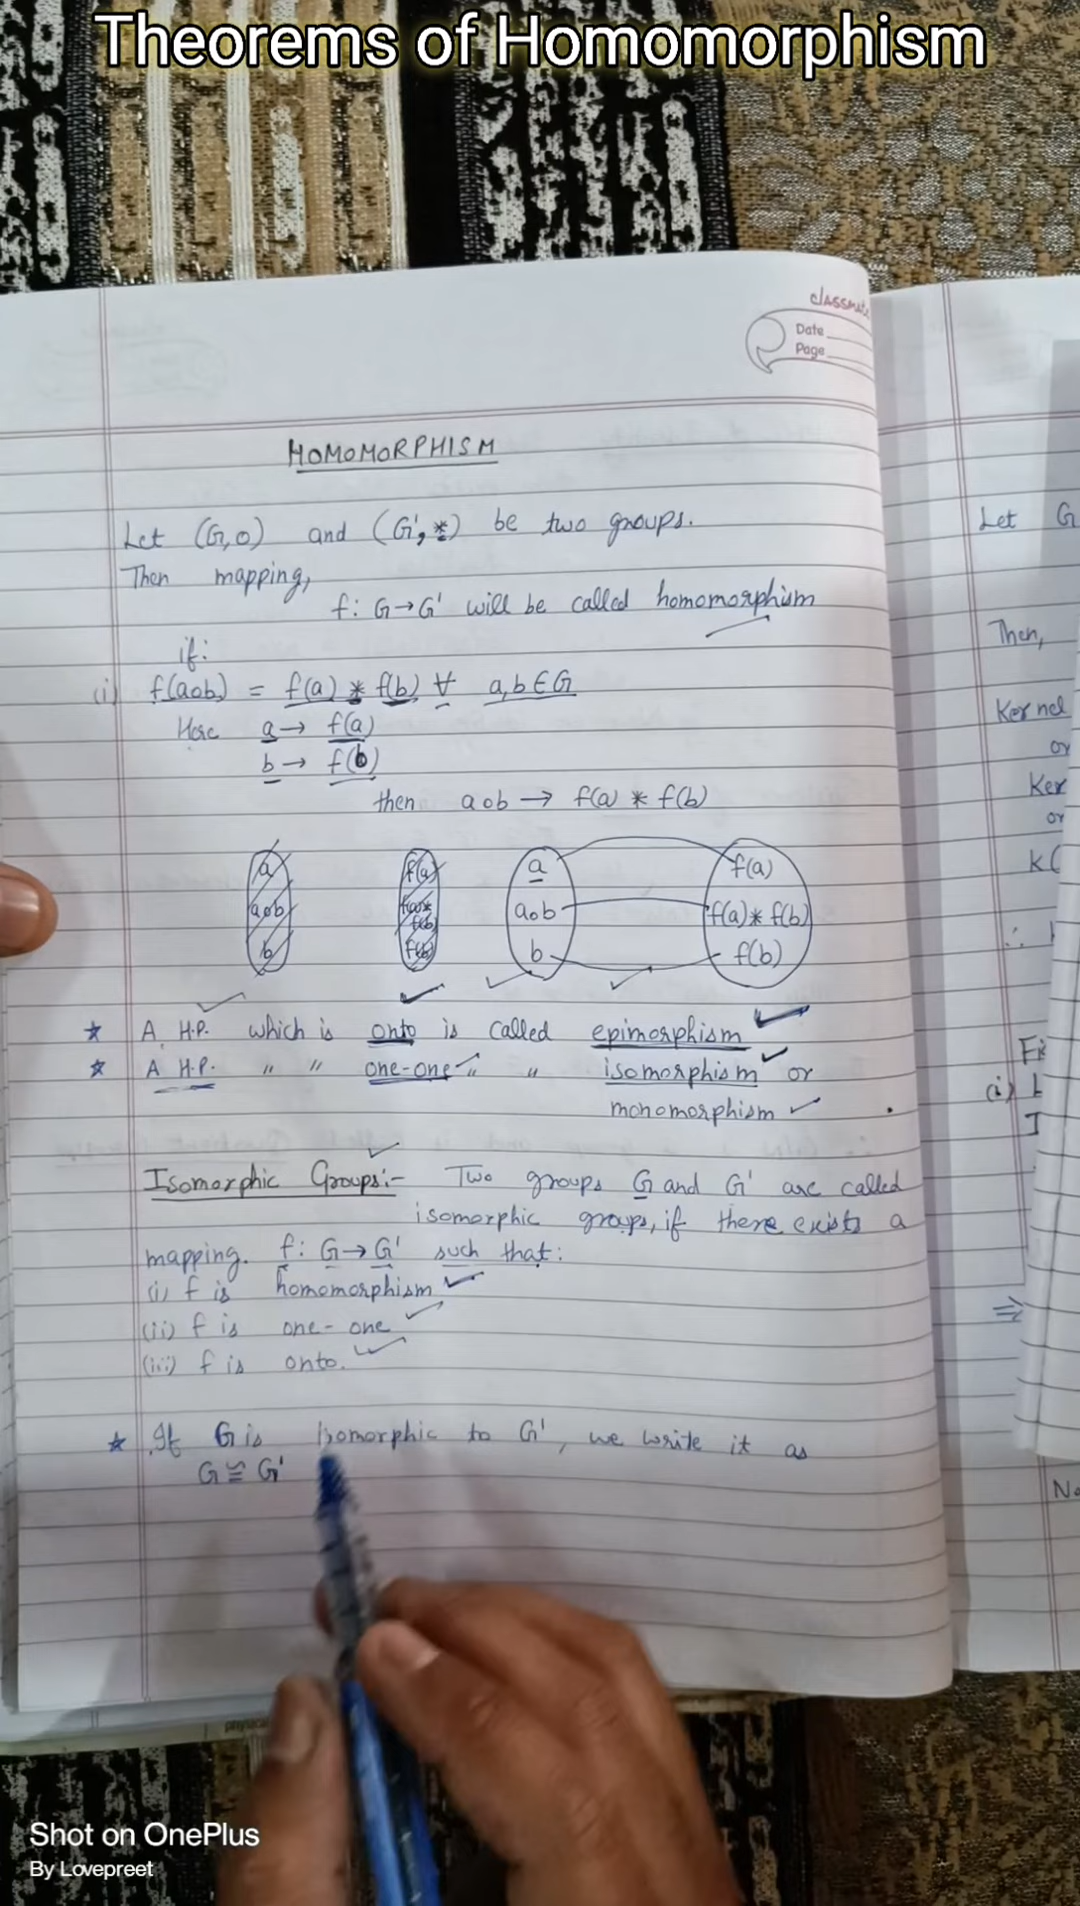 Theorems of Homomorphism
classmate
Date
Page
HOMOMORPHISM
Let (G,o) and (G',*) be two groups.
Then mapping,
f: G→G' will be called homomorphism
if:
(i) f(aob) = f(a) * f(b) ∀ a,b∈G
Here a → f(a)
b → f(b)
then aob → f(a) * f(b)
a f(a) a f(a)
aob f(a)* f(b) aob f(a)* f(b)
b f(b) b f(b)
★ A H.P. which is onto is called epimorphism
★ A H.P. " " one-one " " isomorphism or
monomorphism
Isomorphic Groups:- Two groups G and G' are called
isomorphic groups, if there exists a
mapping. f: G→G' such that:
(i) f is homomorphism
(ii) f is one-one
(iii) f is onto.
★ If G is isomorphic to G', we write it as
G ≅ G'
Let G
Then,
Kernel
or
Ker
or
K(
(i)
⇒
Shot on OnePlus
By Lovepreet